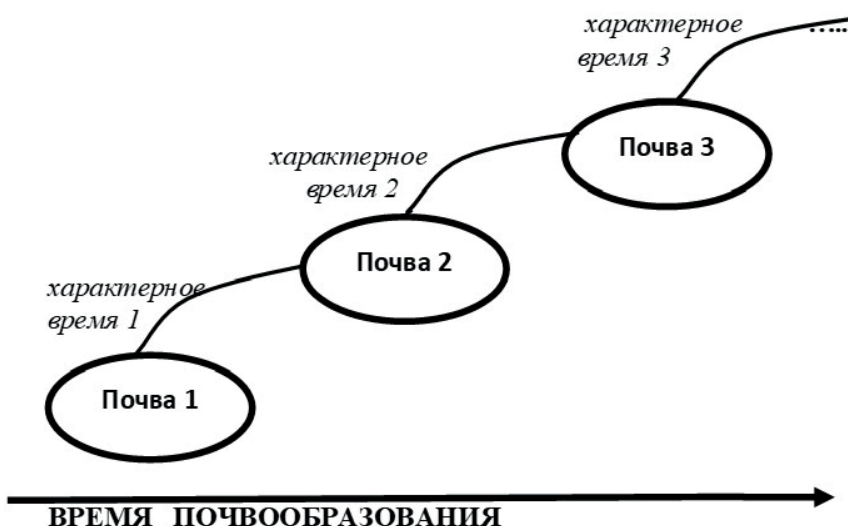 характерное
время 3
.....
Почва 3
характерное
время 2
Почва 2
характерное
время 1
Почва 1
ВРЕМЯ ПОЧВООБРАЗОВАНИЯ